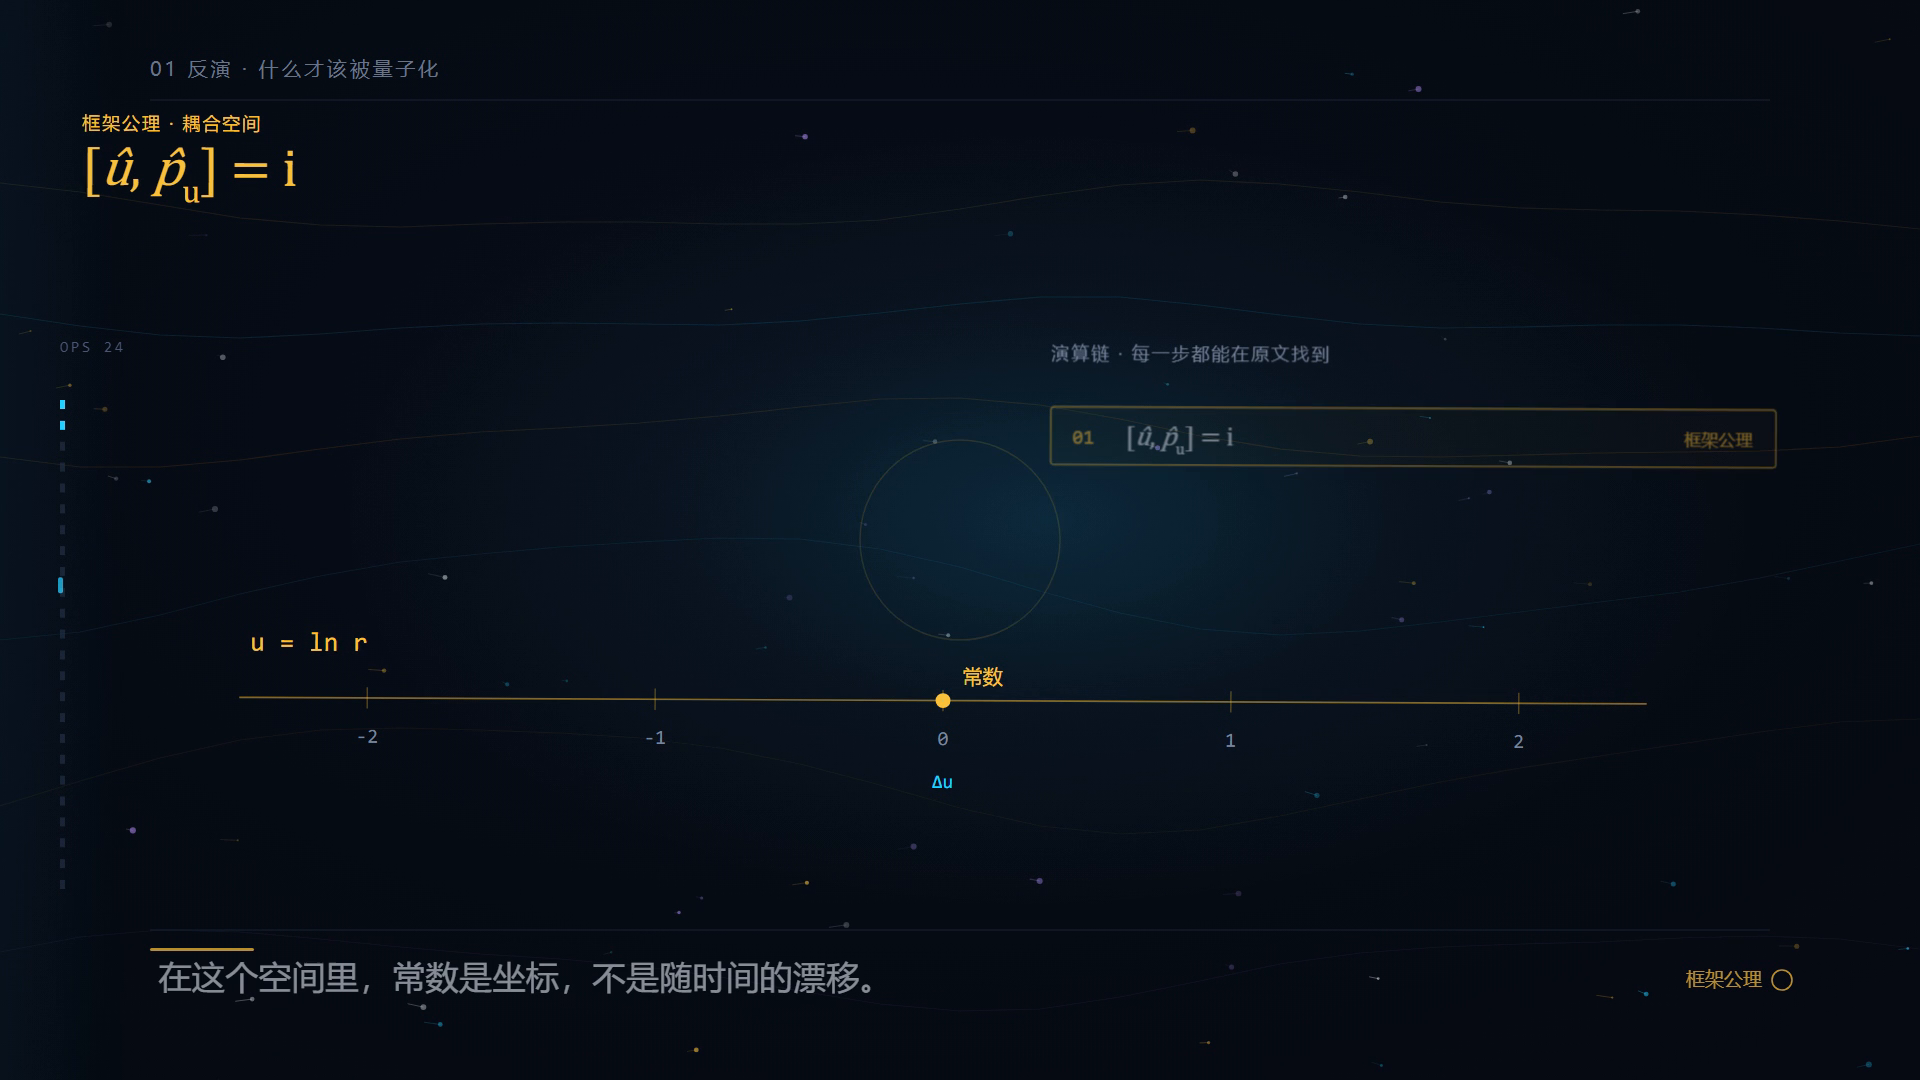 01 反演 · 什么才该被量子化
框架公理 · 耦合空间
[û, p̂ᵤ] = i
OPS 24
演算链 · 每一步都能在原文找到
01 [û, p̂ᵤ] = i 框架公理
u = ln r
常数
-2 -1 0 1 2
Δu
在这个空间里，常数是坐标，不是随时间的漂移。
框架公理